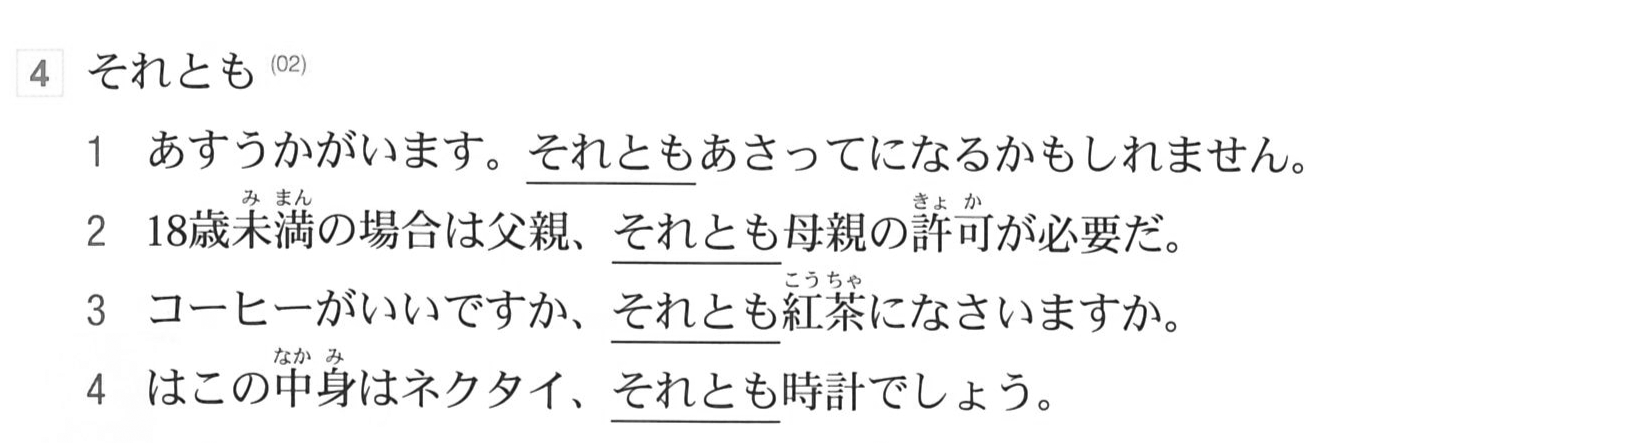 4 それとも (02)
1 あすうかがいます。それともあさってになるかもしれません。
み まん きょ か
2 18歳未満の場合は父親、それとも母親の許可が必要だ。
こうちゃ
3 コーヒーがいいですか、それとも紅茶になさいますか。
なか み
4 はこの中身はネクタイ、それとも時計でしょう。